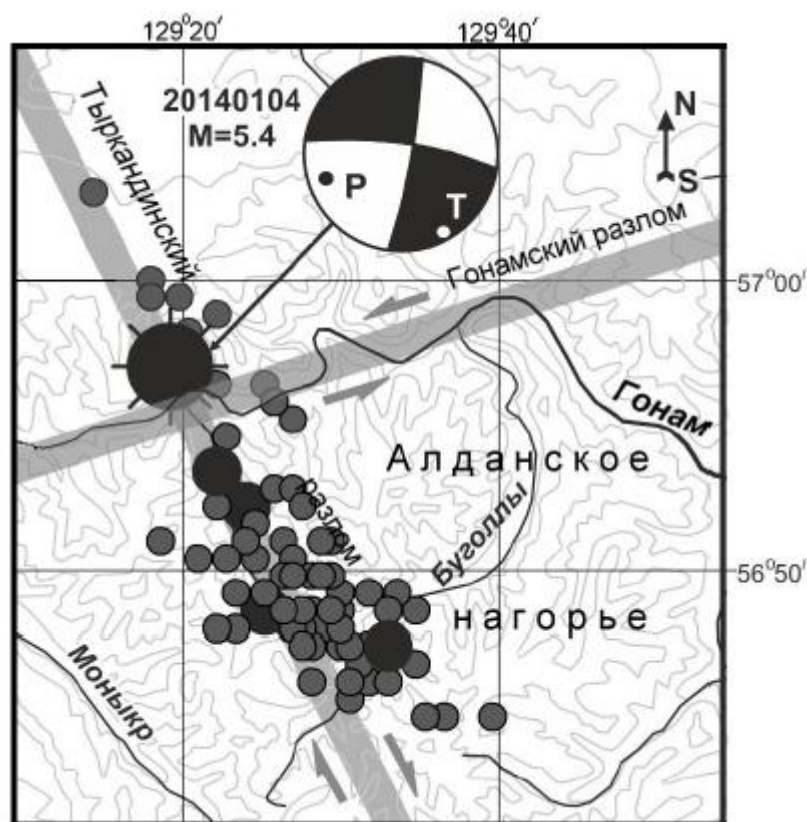 129°20′ 129°40′
Тыркандинский
20140104
M=5.4
P
T
N
S
Гонамский разлом
57°00′
Гонам
Алданское
разлом
Буголлы
56°50′
нагорье
Моныкр